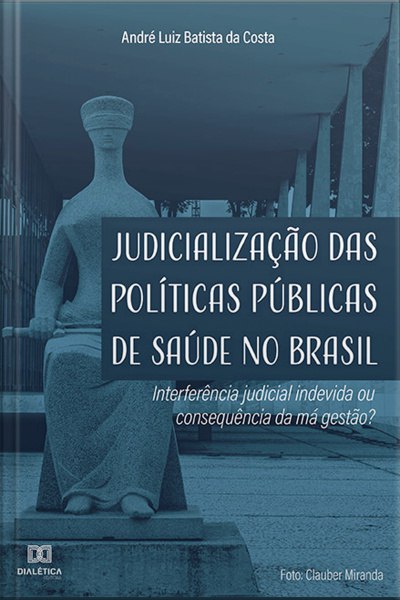 André Luiz Batista da Costa
JUDICIALIZAÇÃO DAS
POLÍTICAS PÚBLICAS
DE SAÚDE NO BRASIL
Interferência judicial indevida ou
consequência da má gestão?
DIALÉTICA
EDITORA
Foto: Clauber Miranda